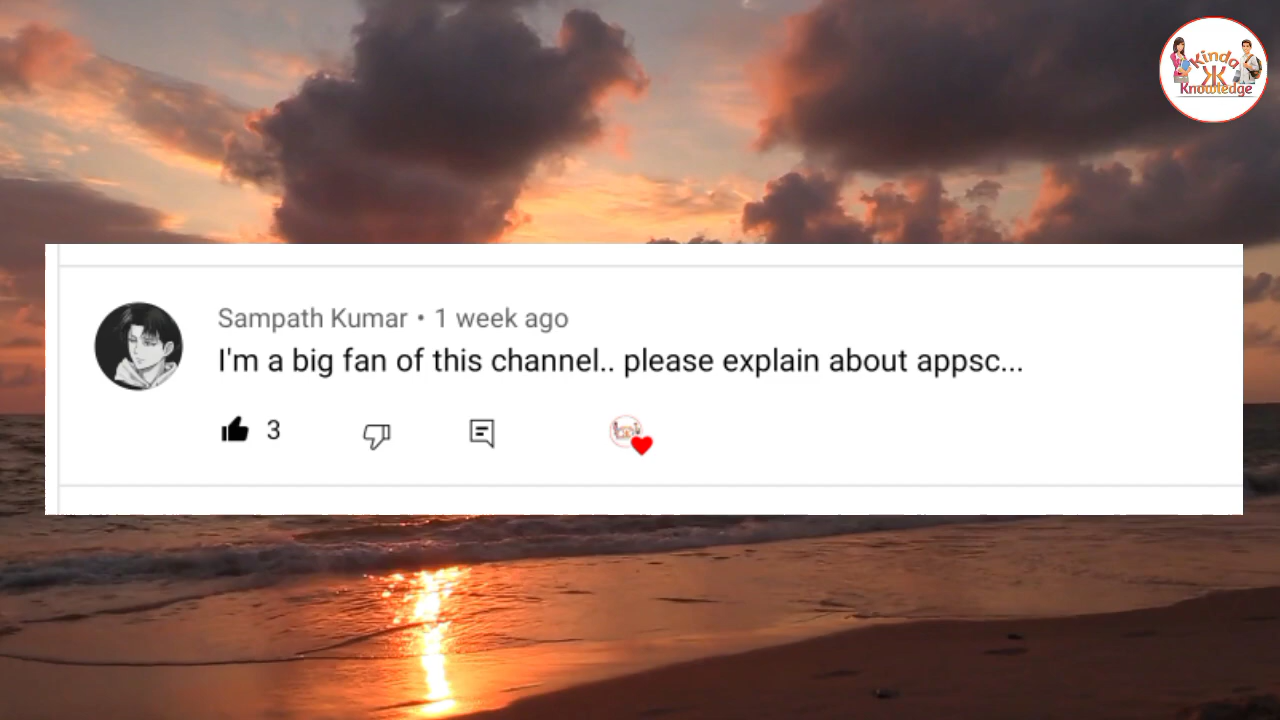 Kinda
Knowledge
Sampath Kumar • 1 week ago
I'm a big fan of this channel.. please explain about appsc...
3